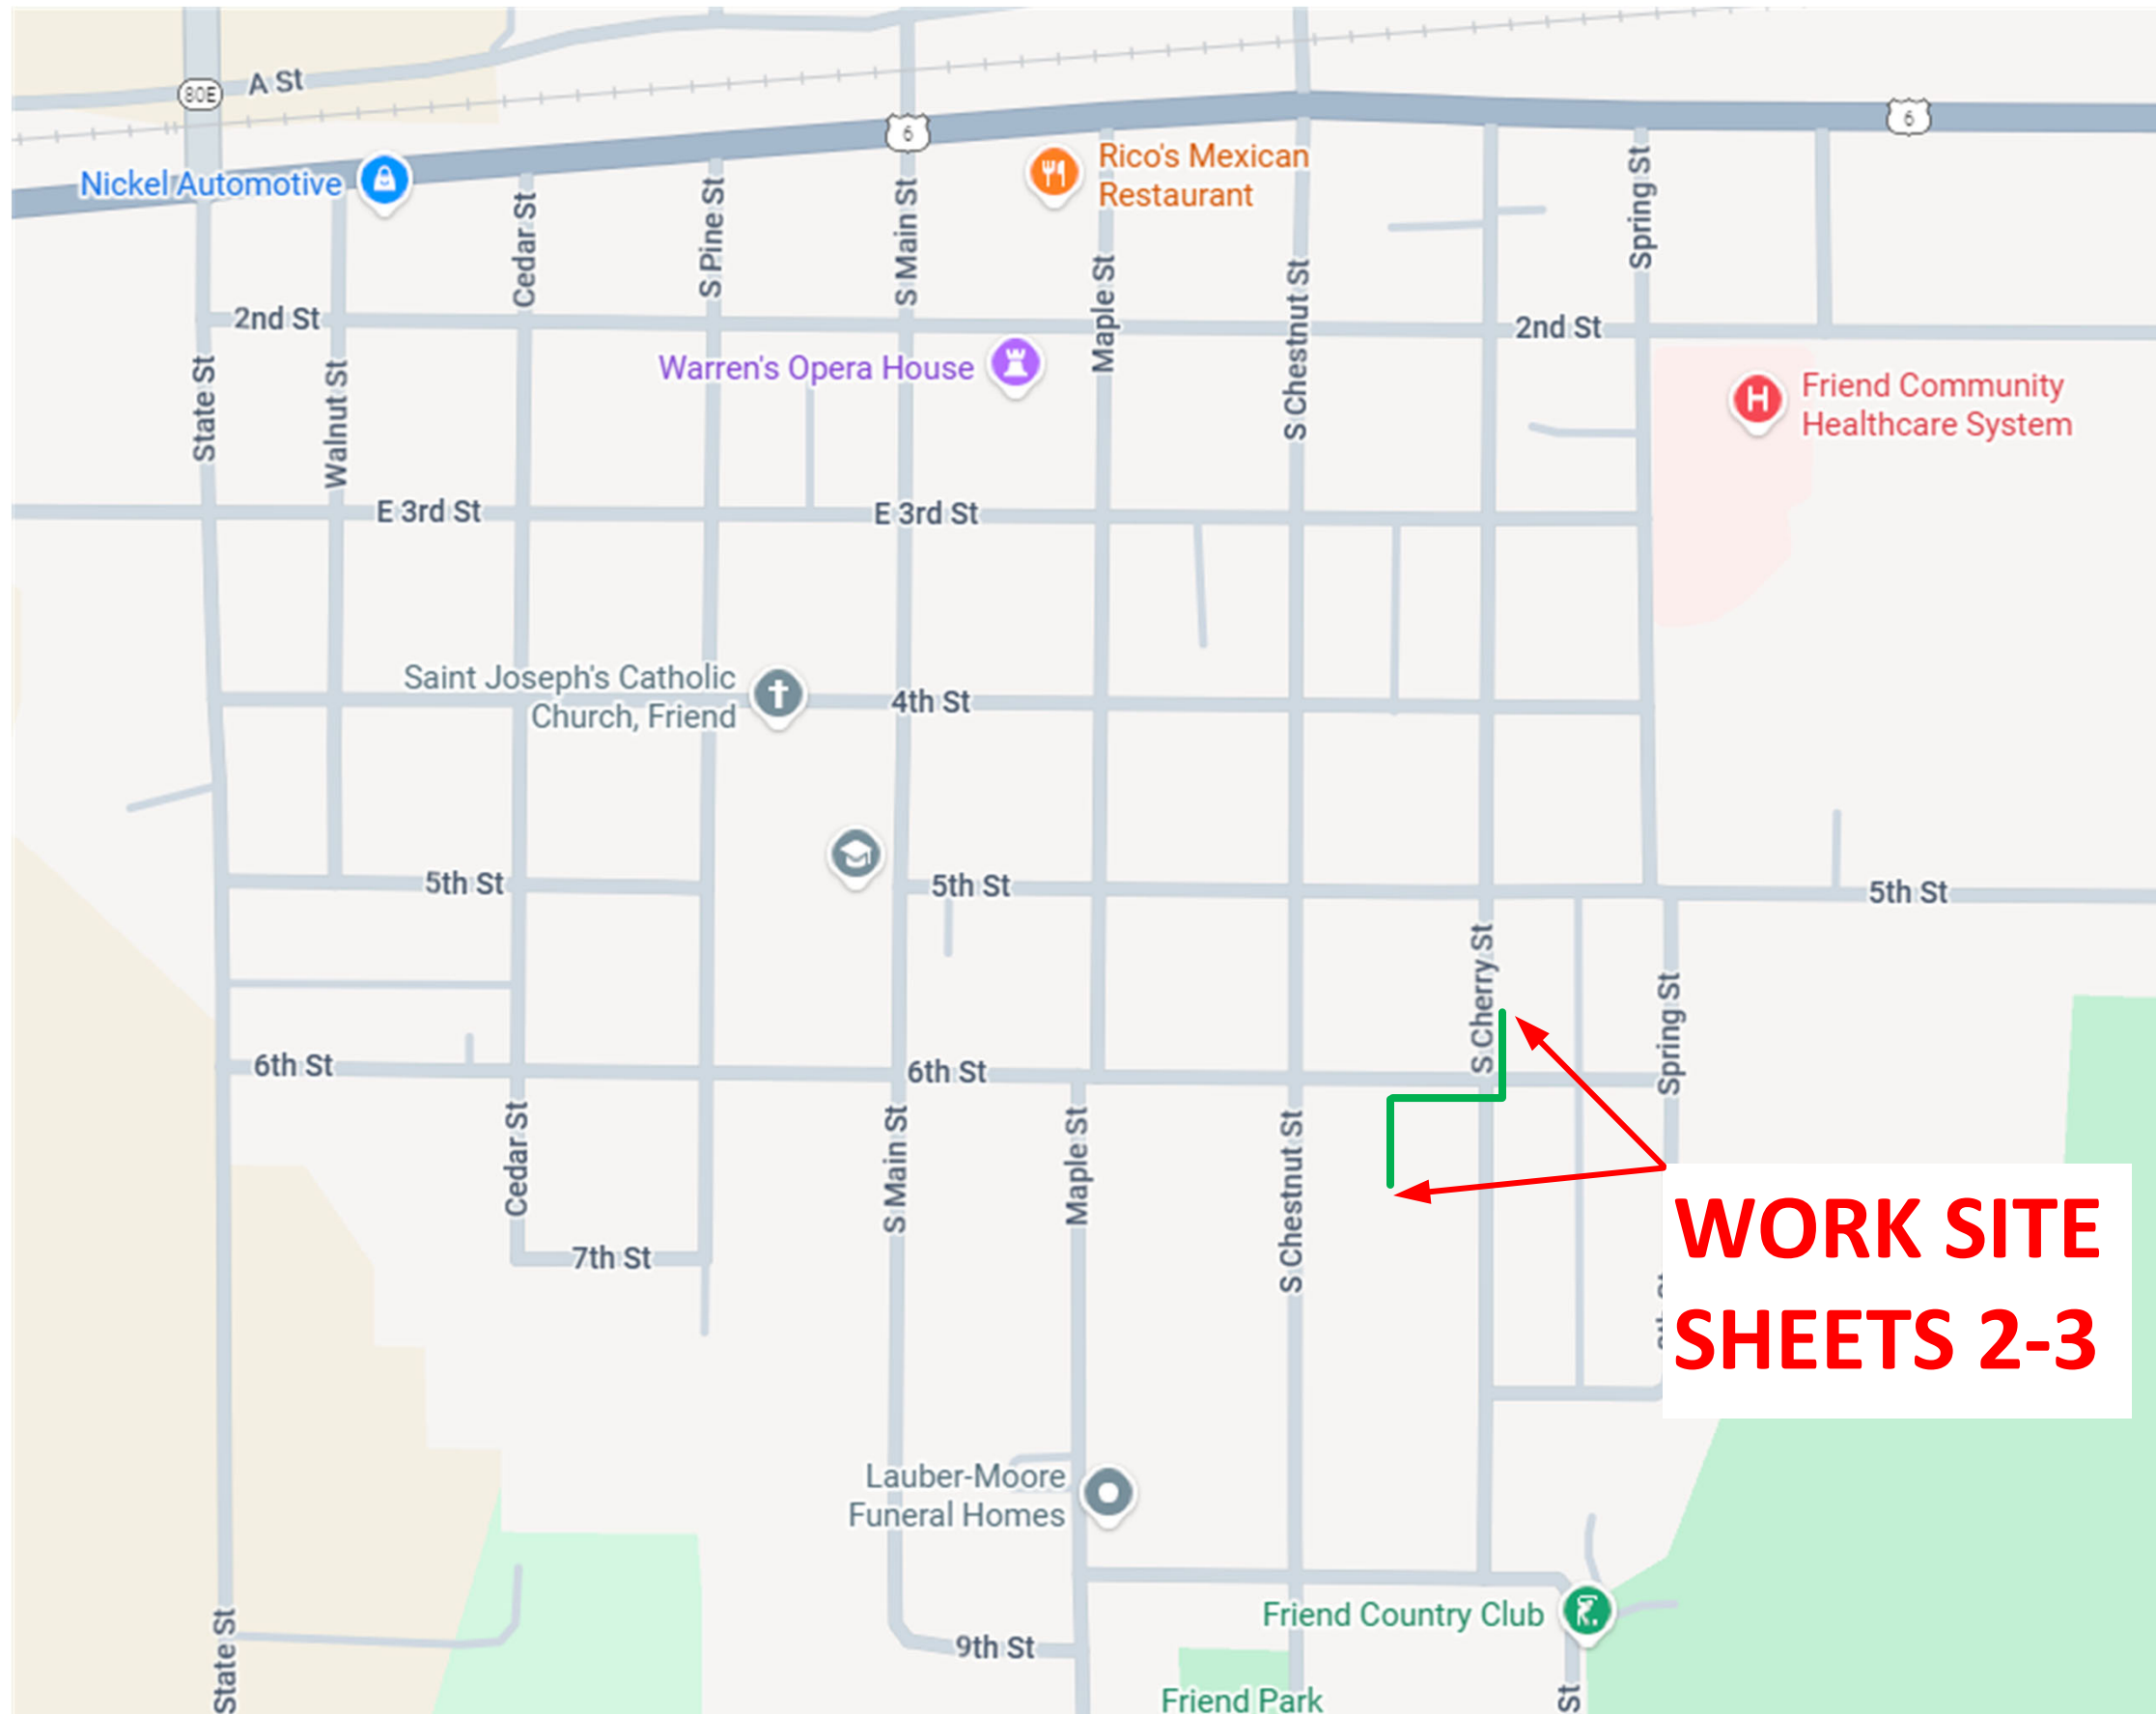 A St
80E
6
6
Nickel Automotive
Rico's Mexican
Restaurant
Cedar St
S Pine St
S Main St
Spring St
Maple St
S Chestnut St
2nd St
2nd St
State St
Walnut St
Warren's Opera House
H
Friend Community
Healthcare System
E 3rd St
E 3rd St
Saint Joseph's Catholic
Church, Friend
4th St
5th St
5th St
5th St
S Cherry St
Spring St
6th St
6th St
Cedar St
S Main St
Maple St
S Chestnut St
WORK SITE
SHEETS 2-3
7th St
Lauber-Moore
Funeral Homes
Friend Country Club
State St
9th St
Friend Park
St